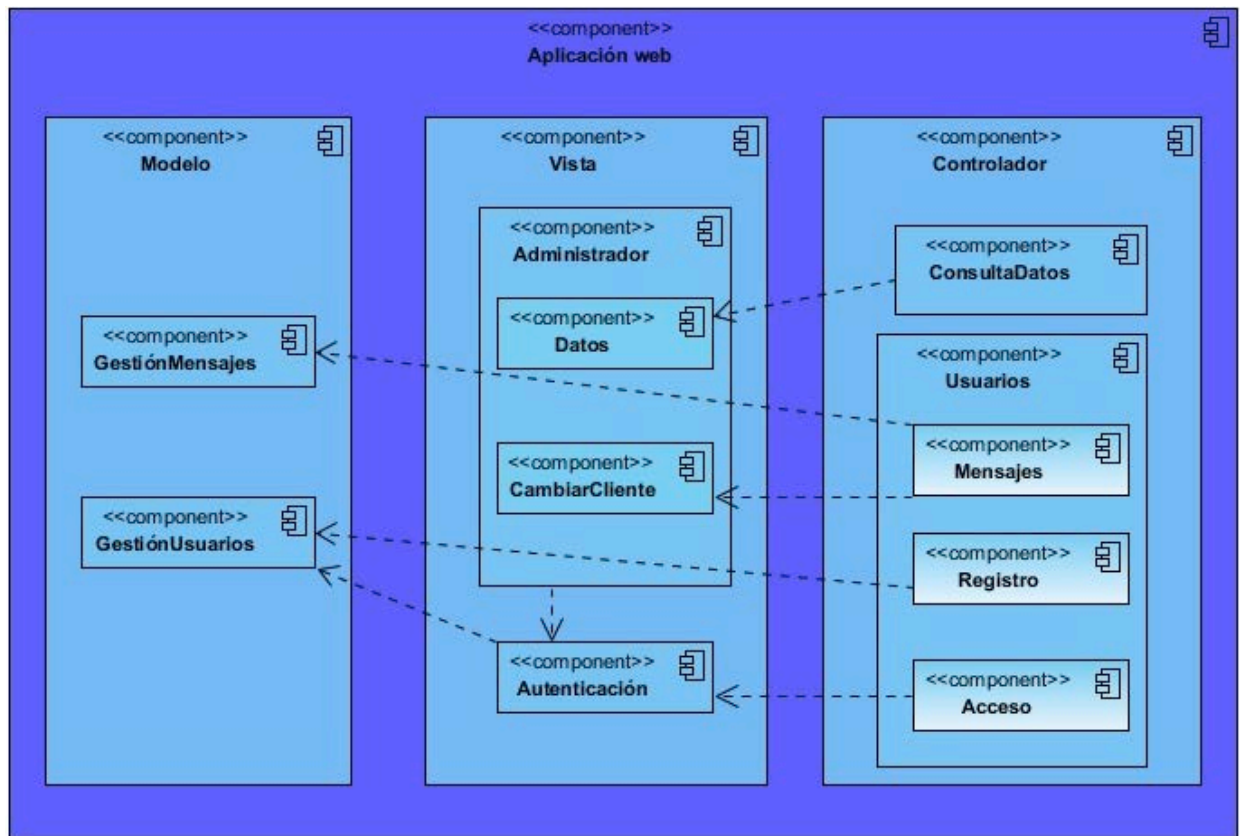 <<component>>
Aplicación web
<<component>>
Modelo
<<component>>
GestiónMensajes
<<component>>
GestiónUsuarios
<<component>>
Vista
<<component>>
Administrador
<<component>>
Datos
<<component>>
CambiarCliente
<<component>>
Autenticación
<<component>>
Controlador
<<component>>
ConsultaDatos
<<component>>
Usuarios
<<component>>
Mensajes
<<component>>
Registro
<<component>>
Acceso